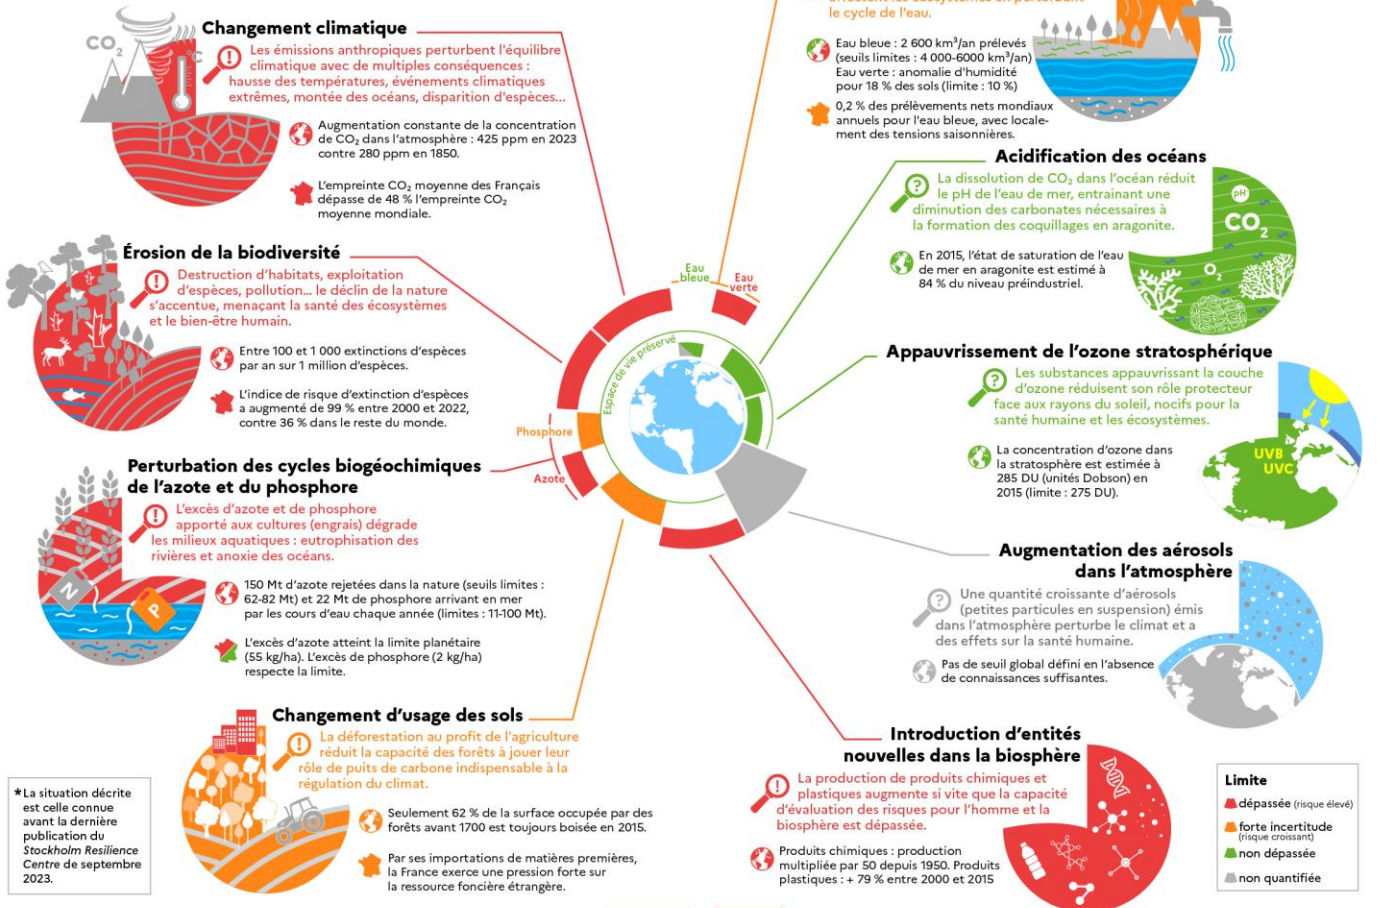 affectent les écosystèmes en perturbant
le cycle de l'eau.
Eau bleue : 2 600 km³/an prélevés
(seuils limites : 4 000-6000 km³/an)
Eau verte : anomalie d'humidité
pour 18 % des sols (limite : 10 %)
0,2 % des prélèvements nets mondiaux
annuels pour l'eau bleue, avec locale-
ment des tensions saisonnières.
Changement climatique
CO₂
°C
Les émissions anthropiques perturbent l'équilibre
climatique avec de multiples conséquences :
hausse des températures, événements climatiques
extrêmes, montée des océans, disparition d'espèces...
Augmentation constante de la concentration
de CO₂ dans l'atmosphère : 425 ppm en 2023
contre 280 ppm en 1850.
L'empreinte CO₂ moyenne des Français
dépasse de 48 % l'empreinte CO₂
moyenne mondiale.
Acidification des océans
La dissolution de CO₂ dans l'océan réduit
le pH de l'eau de mer, entrainant une
diminution des carbonates nécessaires à
la formation des coquillages en aragonite.
En 2015, l'état de saturation de l'eau
de mer en aragonite est estimé à
84 % du niveau préindustriel.
pH
CO₂
O₂
Érosion de la biodiversité
Destruction d'habitats, exploitation
d'espèces, pollution... le déclin de la nature
s'accentue, menaçant la santé des écosystèmes
et le bien-être humain.
Entre 100 et 1 000 extinctions d'espèces
par an sur 1 million d'espèces.
L'indice de risque d'extinction d'espèces
a augmenté de 99 % entre 2000 et 2022,
contre 36 % dans le reste du monde.
Eau
bleue
Eau
verte
Espace de vie préservé
Phosphore
Azote
Appauvrissement de l'ozone stratosphérique
Les substances appauvrissant la couche
d'ozone réduisent son rôle protecteur
face aux rayons du soleil, nocifs pour la
santé humaine et les écosystèmes.
La concentration d'ozone dans
la stratosphère est estimée à
285 DU (unités Dobson) en
2015 (limite : 275 DU).
UVB
UVC
Perturbation des cycles biogéochimiques
de l'azote et du phosphore
L'excès d'azote et de phosphore
apporté aux cultures (engrais) dégrade
les milieux aquatiques : eutrophisation des
rivières et anoxie des océans.
N
P
150 Mt d'azote rejetées dans la nature (seuils limites :
62-82 Mt) et 22 Mt de phosphore arrivant en mer
par les cours d'eau chaque année (limites : 11-100 Mt).
L'excès d'azote atteint la limite planétaire
(55 kg/ha). L'excès de phosphore (2 kg/ha)
respecte la limite.
Augmentation des aérosols
dans l'atmosphère
Une quantité croissante d'aérosols
(petites particules en suspension) émis
dans l'atmosphère perturbe le climat et a
des effets sur la santé humaine.
Pas de seuil global défini en l'absence
de connaissances suffisantes.
Changement d'usage des sols
La déforestation au profit de l'agriculture
réduit la capacité des forêts à jouer leur
rôle de puits de carbone indispensable à la
régulation du climat.
Seulement 62 % de la surface occupée par des
forêts avant 1700 est toujours boisée en 2015.
Par ses importations de matières premières,
la France exerce une pression forte sur
la ressource foncière étrangère.
Introduction d'entités
nouvelles dans la biosphère
La production de produits chimiques et
plastiques augmente si vite que la capacité
d'évaluation des risques pour l'homme et la
biosphère est dépassée.
Produits chimiques : production
multipliée par 50 depuis 1950. Produits
plastiques : + 79 % entre 2000 et 2015
*La situation décrite
est celle connue
avant la dernière
publication du
Stockholm Resilience
Centre de septembre
2023.
Limite
dépassée (risque élevé)
forte incertitude
(risque croissant)
non dépassée
non quantifiée